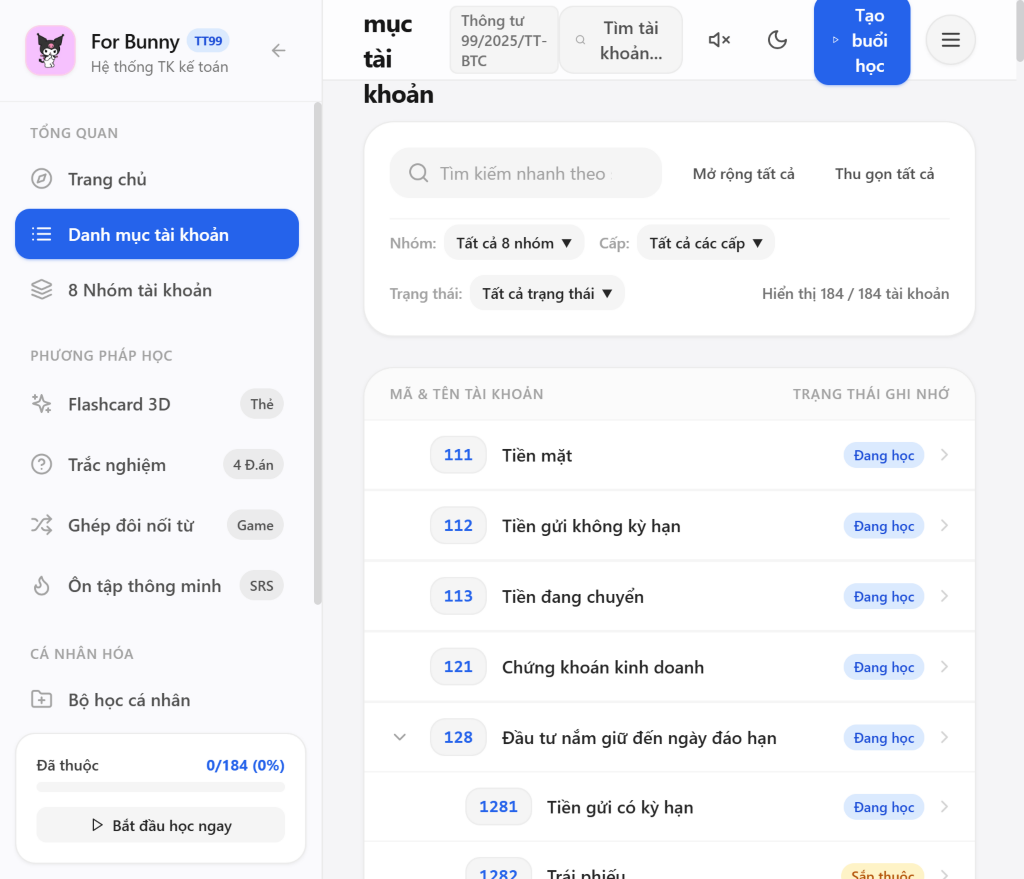 For Bunny TT99
Hệ thống TK kế toán
TỔNG QUAN
Trang chủ
Danh mục tài khoản
8 Nhóm tài khoản
PHƯƠNG PHÁP HỌC
Flashcard 3D Thẻ
Trắc nghiệm 4 Đ.án
Ghép đôi nối từ Game
Ôn tập thông minh SRS
CÁ NHÂN HÓA
Bộ học cá nhân
Đã thuộc 0/184 (0%)
Bắt đầu học ngay
mục
tài
khoản
Thông tư
99/2025/TT-
BTC
Tìm tài
khoản...
Tạo
buổi
học
Tìm kiếm nhanh theo
Mở rộng tất cả
Thu gọn tất cả
Nhóm: Tất cả 8 nhóm ▼ Cấp: Tất cả các cấp ▼
Trạng thái: Tất cả trạng thái ▼ Hiển thị 184 / 184 tài khoản
MÃ & TÊN TÀI KHOẢN TRẠNG THÁI GHI NHỚ
111 Tiền mặt Đang học
112 Tiền gửi không kỳ hạn Đang học
113 Tiền đang chuyển Đang học
121 Chứng khoán kinh doanh Đang học
128 Đầu tư nắm giữ đến ngày đáo hạn Đang học
1281 Tiền gửi có kỳ hạn Đang học
1282 Trái phiếu Sắp thuộc